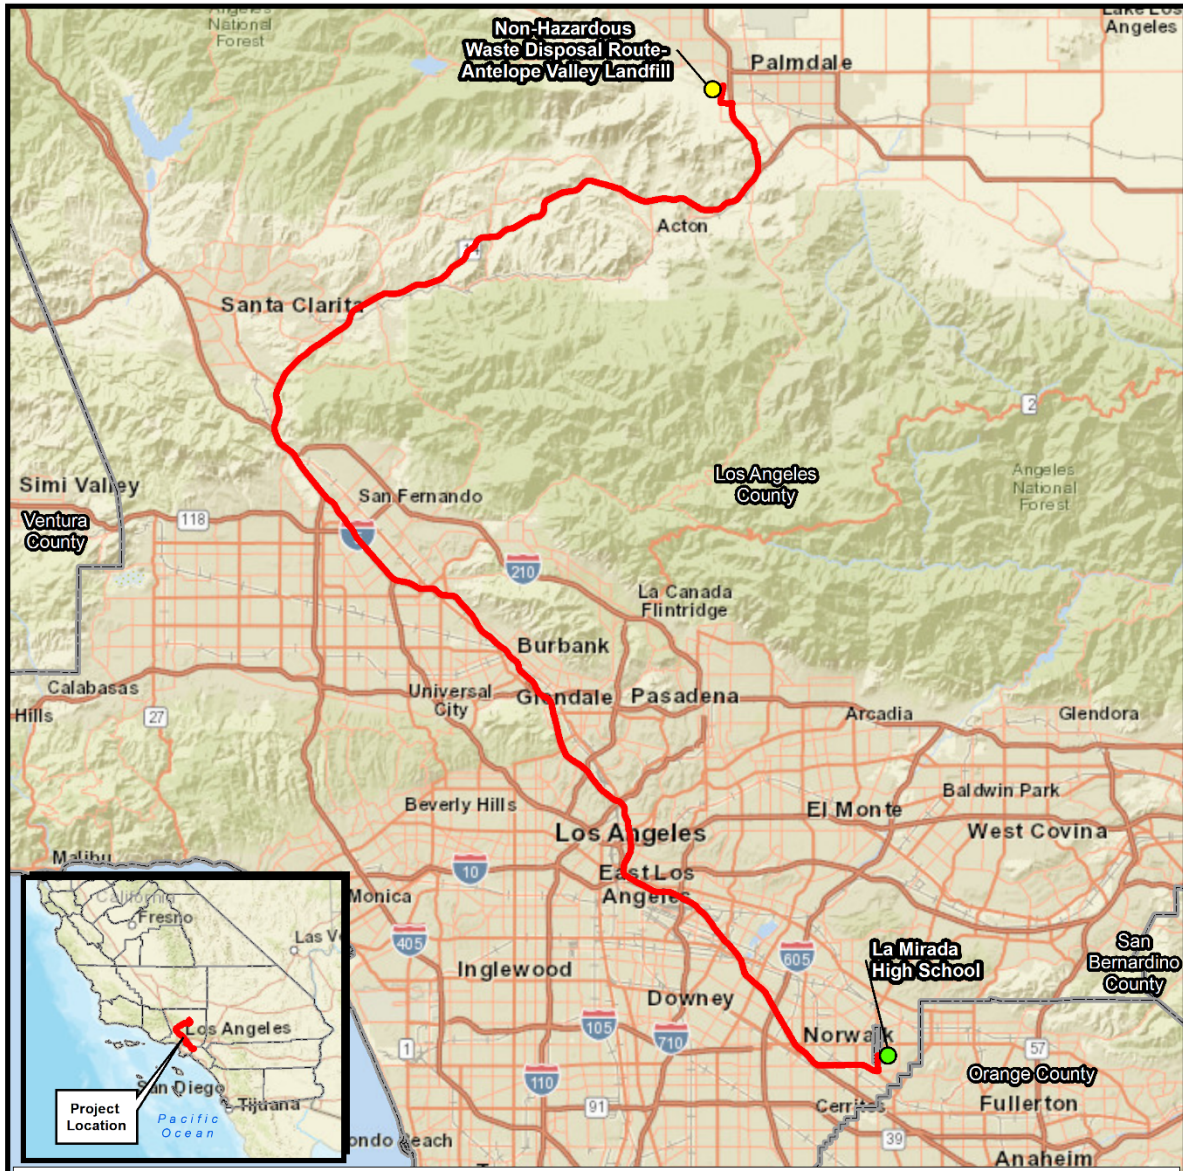 Angeles
National
Forest
Lake Los
Angeles
Non-Hazardous
Waste Disposal Route-
Antelope Valley Landfill
Palmdale
Acton
14
Santa Clarita
2
Simi Valley
San Fernando
Los Angeles
County
Angeles
National
Forest
Ventura
County
118
210
La Canada
Flintridge
Burbank
Calabasas
Universal
City
Glendale
Pasadena
Hills
27
Arcadia
Glendora
Beverly Hills
El Monte
Baldwin Park
Los Angeles
West Covina
Malibu
10
East Los
Angeles
Monica
405
605
La Mirada
High School
San
Bernardino
County
Inglewood
Downey
105
710
Norwalk
1
57
Orange County
110
91
Cerritos
Fullerton
39
ondo Beach
Anaheim
California
Fresno
Las V
Los Angeles
San Diego
Tijuana
Project
Location
Pacific
Ocean